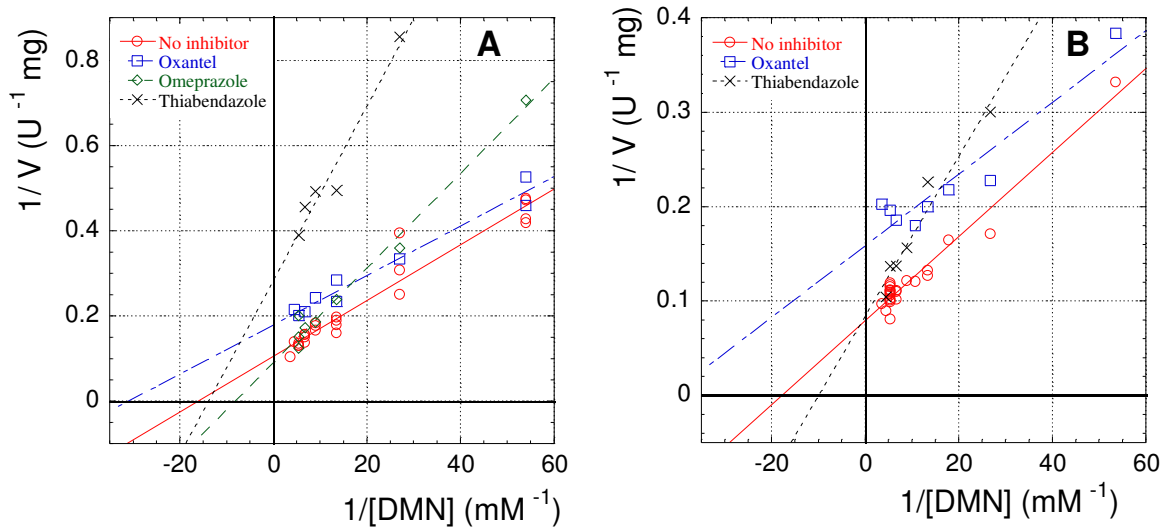 A
No inhibitor
Oxantel
Omeprazole
Thiabendazole
0.8
0.6
0.4
0.2
0
-20 0 20 40 60
1/ V (U⁻¹ mg)
1/[DMN] (mM⁻¹)
B
No inhibitor
Oxantel
Thiabendazole
0.4
0.3
0.2
0.1
0
-20 0 20 40 60
1/ V (U⁻¹ mg)
1/[DMN] (mM⁻¹)